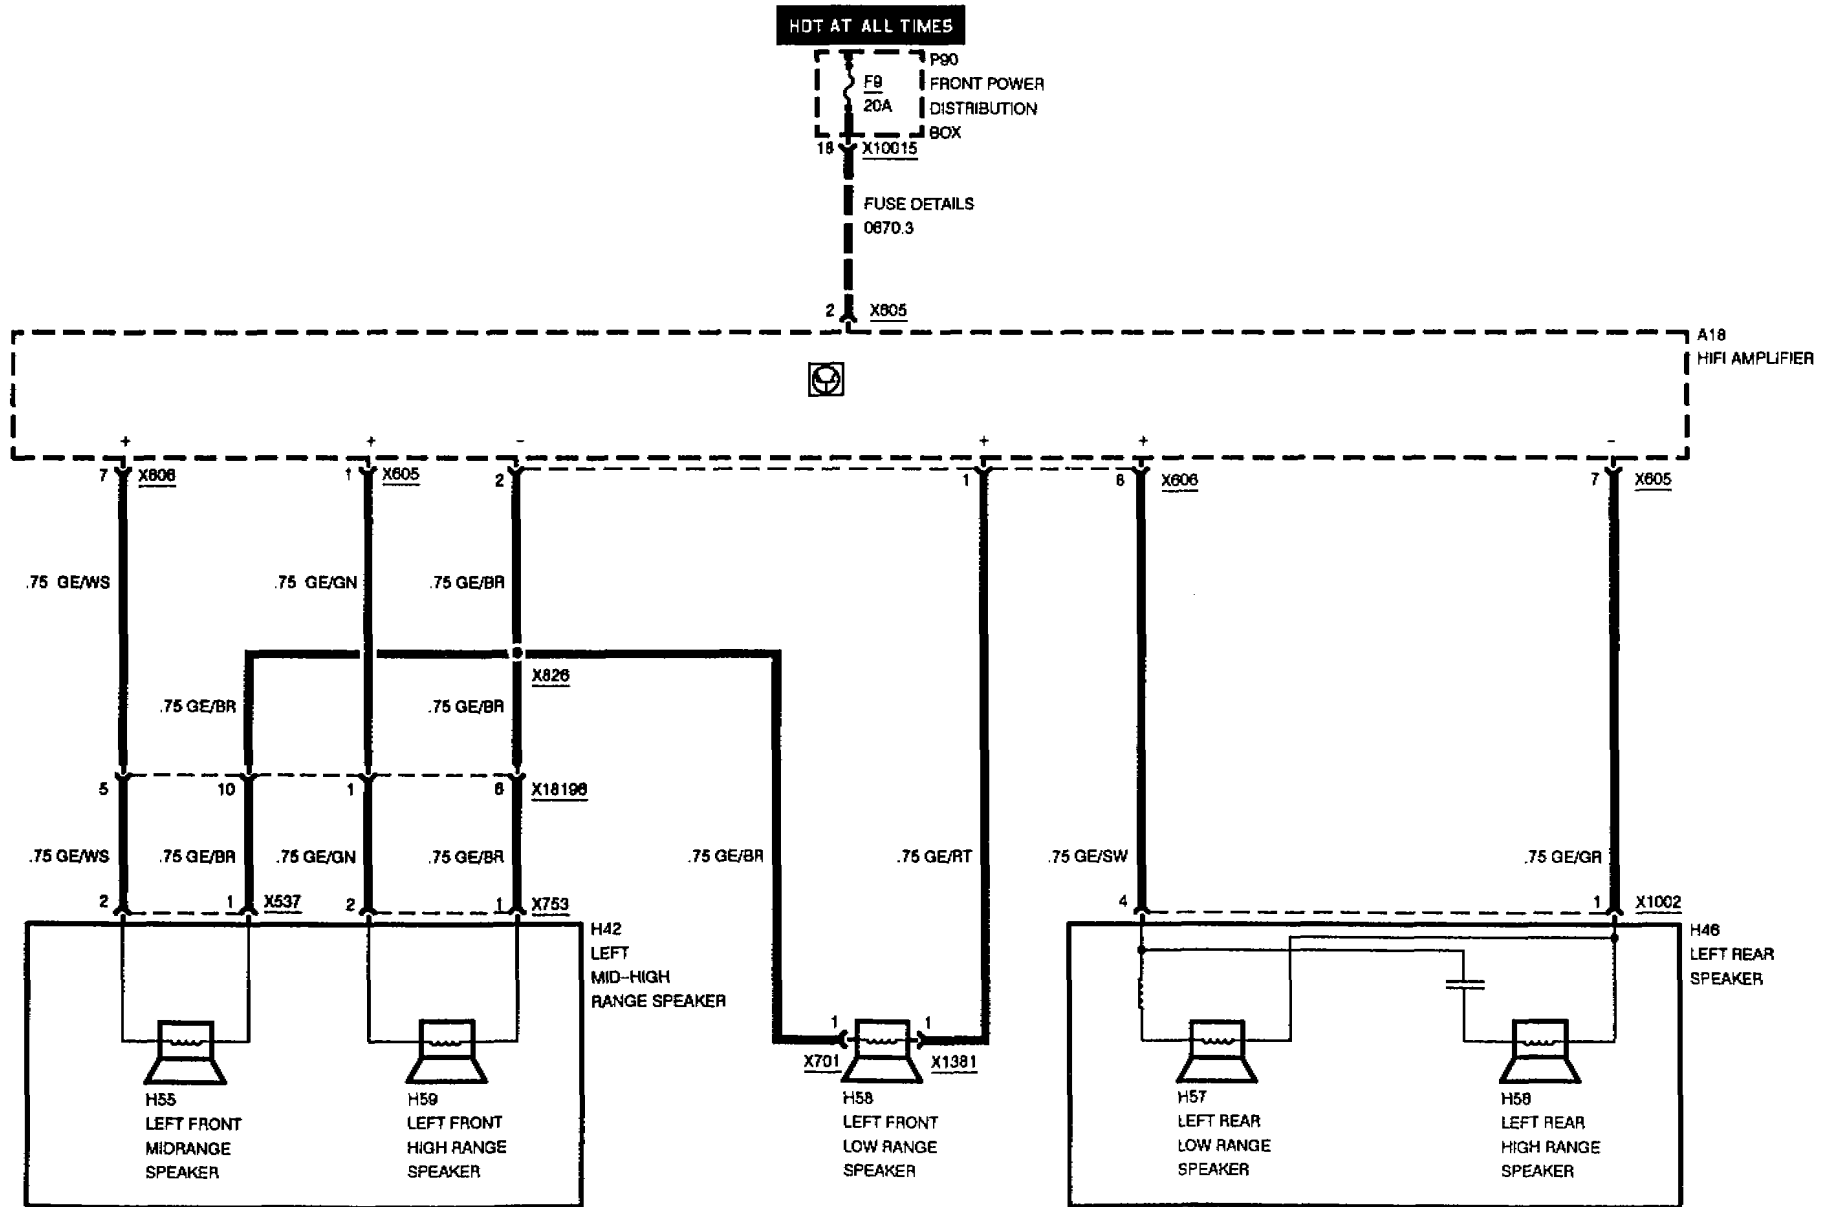 HOT AT ALL TIMES
P90
FRONT POWER
DISTRIBUTION
BOX
F9
20A
18 X10015
FUSE DETAILS
0670.3
2 X605
A18
HIFI AMPLIFIER
+ + - + + -
7 X606 1 X605 2 1 6 X606 7 X605
.75 GE/WS .75 GE/GN .75 GE/BR
X826
.75 GE/BR .75 GE/BR
5 10 1 6 X18196
.75 GE/WS .75 GE/BR .75 GE/GN .75 GE/BR .75 GE/BR .75 GE/RT .75 GE/SW .75 GE/GR
2 1 X537 2 1 X753 4 1 X1002
H42
LEFT
MID-HIGH
RANGE SPEAKER
H46
LEFT REAR
SPEAKER
1 1
X701 X1381
H55
LEFT FRONT
MIDRANGE
SPEAKER
H59
LEFT FRONT
HIGH RANGE
SPEAKER
LEFT FRONT
LOW RANGE
SPEAKER
H57
LEFT REAR
LOW RANGE
SPEAKER
LEFT REAR
HIGH RANGE
SPEAKER